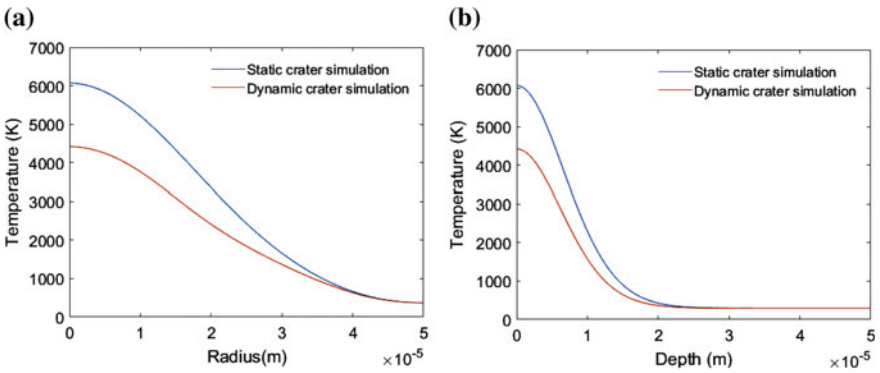 (a)
7000
6000
5000
4000
3000
2000
1000
0
Temperature (K)
Static crater simulation
Dynamic crater simulation
0 1 2 3 4 5
Radius(m)
×10⁻⁵
(b)
7000
6000
5000
4000
3000
2000
1000
0
Temperature (K)
Static crater simulation
Dynamic crater simulation
0 1 2 3 4 5
Depth (m)
×10⁻⁵